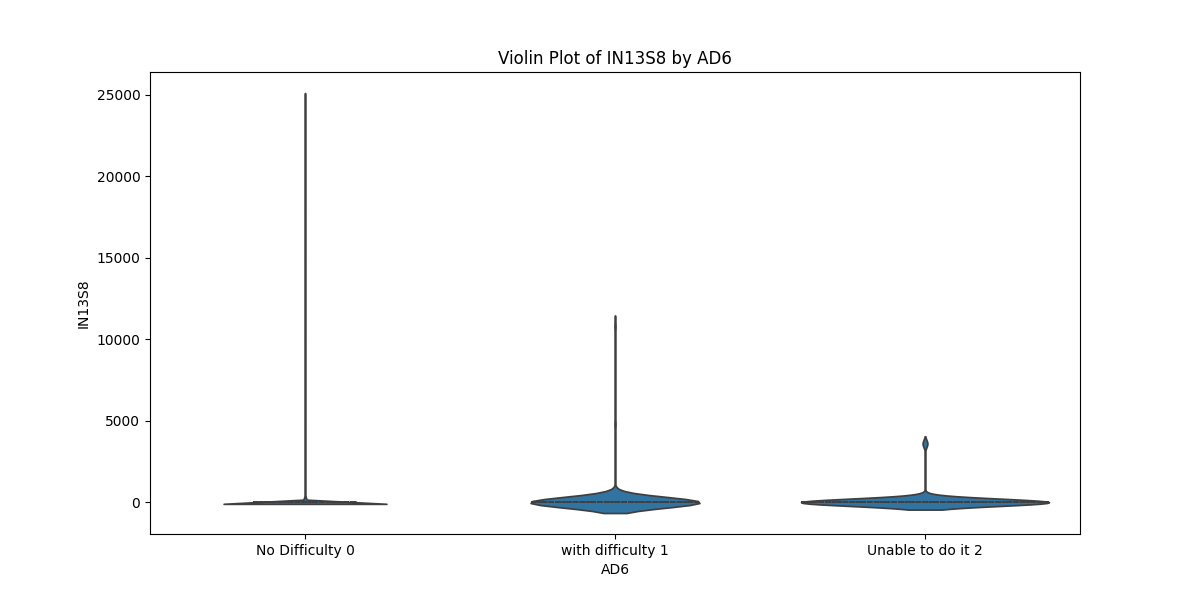 Violin Plot of IN13S8 by AD6
25000
20000
15000
10000
5000
0
IN13S8
No Difficulty 0
with difficulty 1
Unable to do it 2
AD6